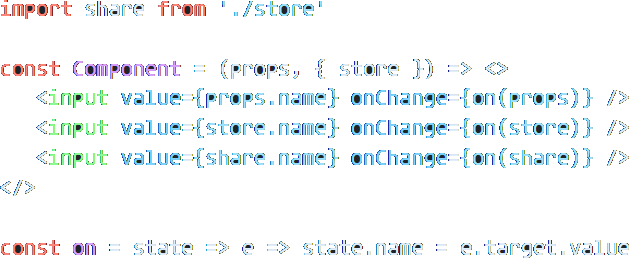 import share from './store'
const Component = (props, { store }) => <>
<input value={props.name} onChange={on(props)} />
<input value={store.name} onChange={on(store)} />
<input value={share.name} onChange={on(share)} />
</>
const on = state => e => state.name = e.target.value